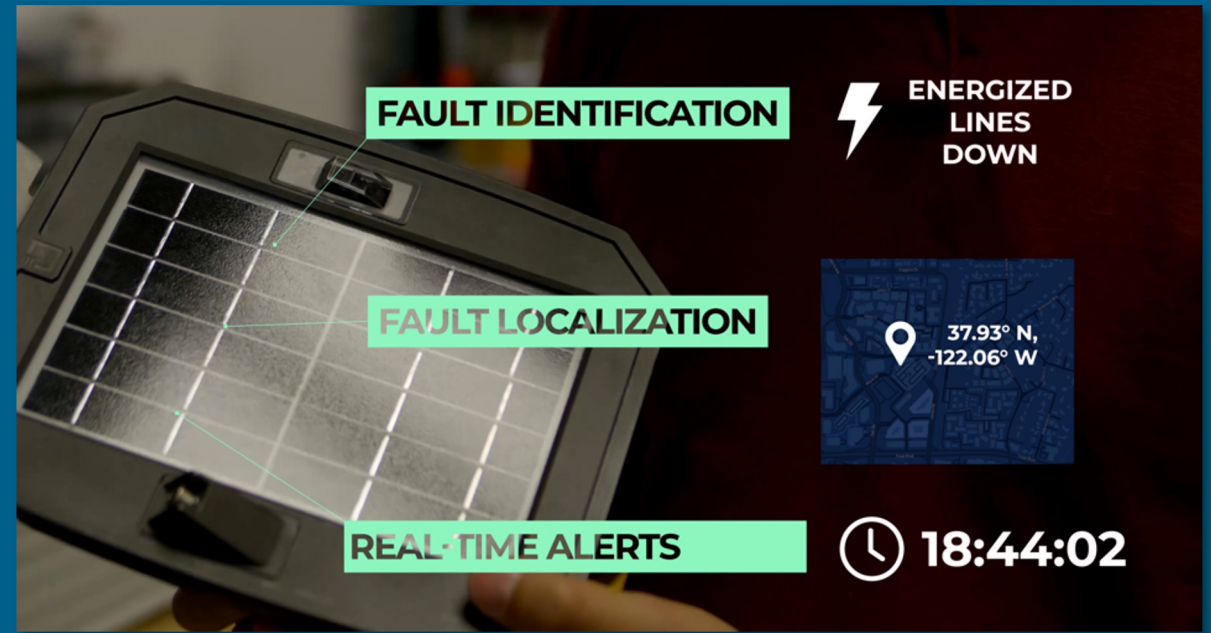 FAULT IDENTIFICATION
ENERGIZED
LINES
DOWN
FAULT LOCALIZATION
37.93° N,
-122.06° W
REAL-TIME ALERTS
18:44:02